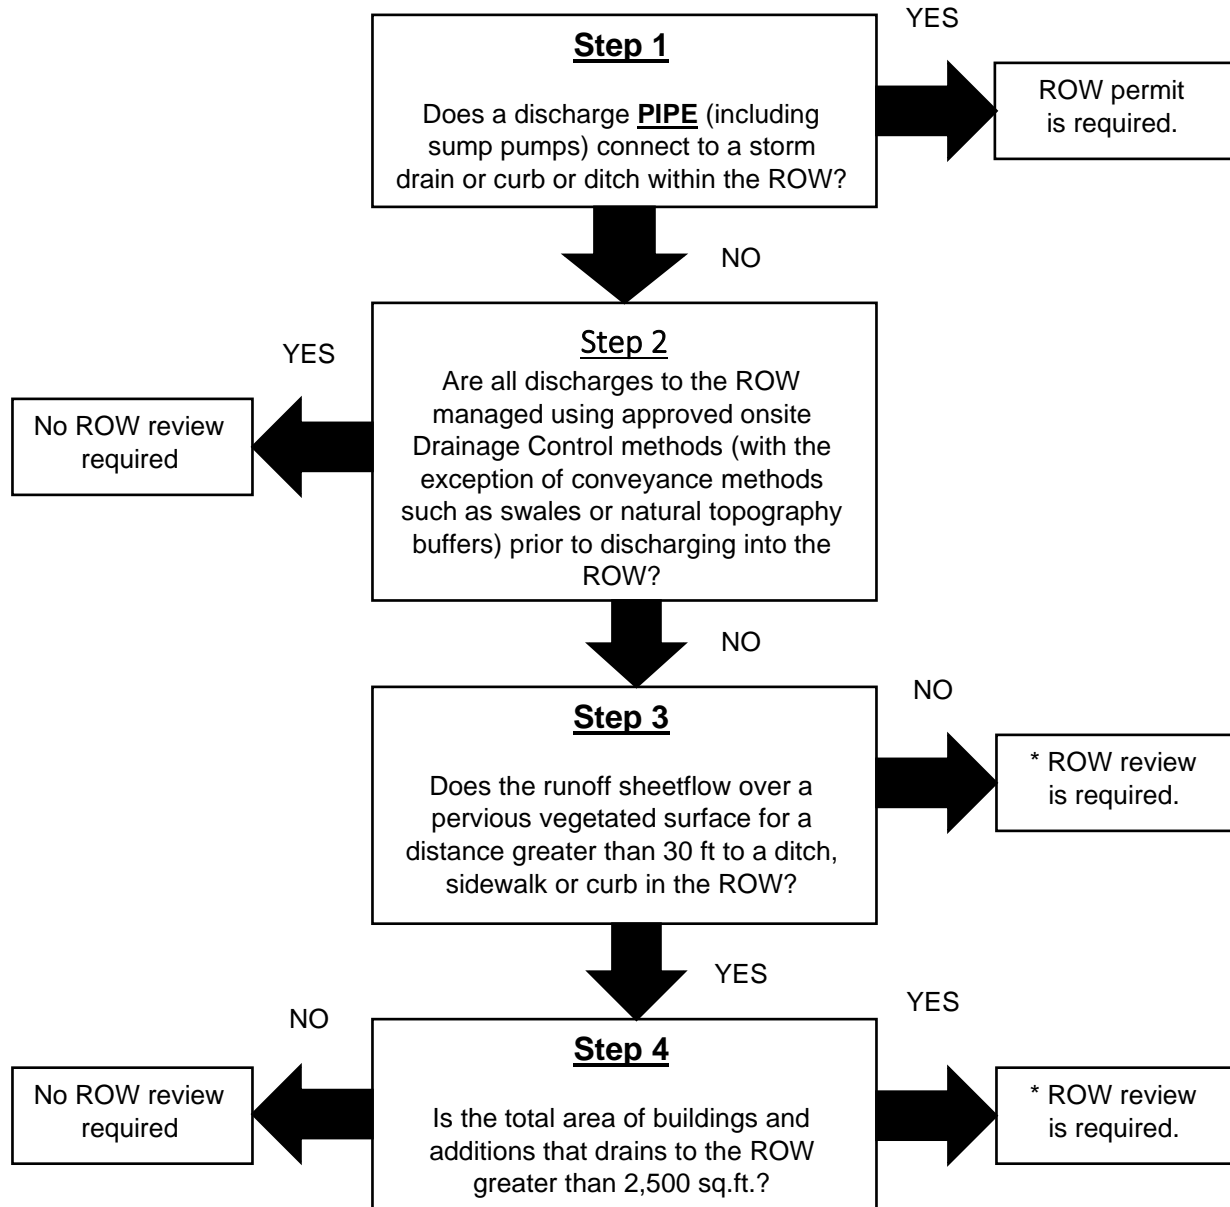 YES
Step 1
Does a discharge PIPE (including
sump pumps) connect to a storm
drain or curb or ditch within the ROW?
ROW permit
is required.
NO
YES
Step 2
Are all discharges to the ROW
managed using approved onsite
Drainage Control methods (with the
exception of conveyance methods
such as swales or natural topography
buffers) prior to discharging into the
ROW?
No ROW review
required
NO
NO
Step 3
Does the runoff sheetflow over a
pervious vegetated surface for a
distance greater than 30 ft to a ditch,
sidewalk or curb in the ROW?
* ROW review
is required.
YES
YES
NO
Step 4
Is the total area of buildings and
additions that drains to the ROW
greater than 2,500 sq.ft.?
No ROW review
required
* ROW review
is required.